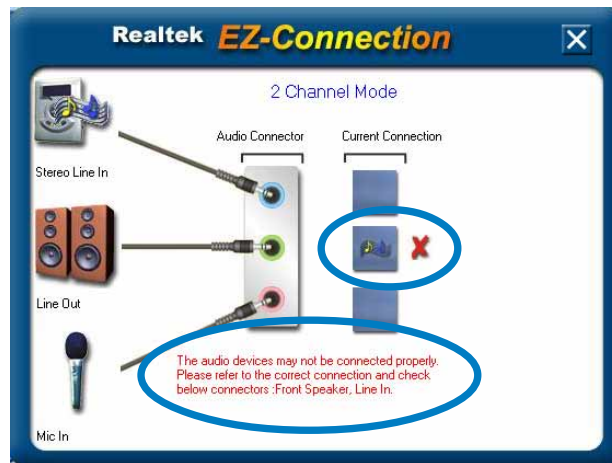 Realtek EZ-Connection
2 Channel Mode
Audio Connector
Current Connection
Stereo Line In
Line Out
Mic In
The audio devices may not be connected properly.
Please refer to the correct connection and check
below connectors :Front Speaker, Line In.